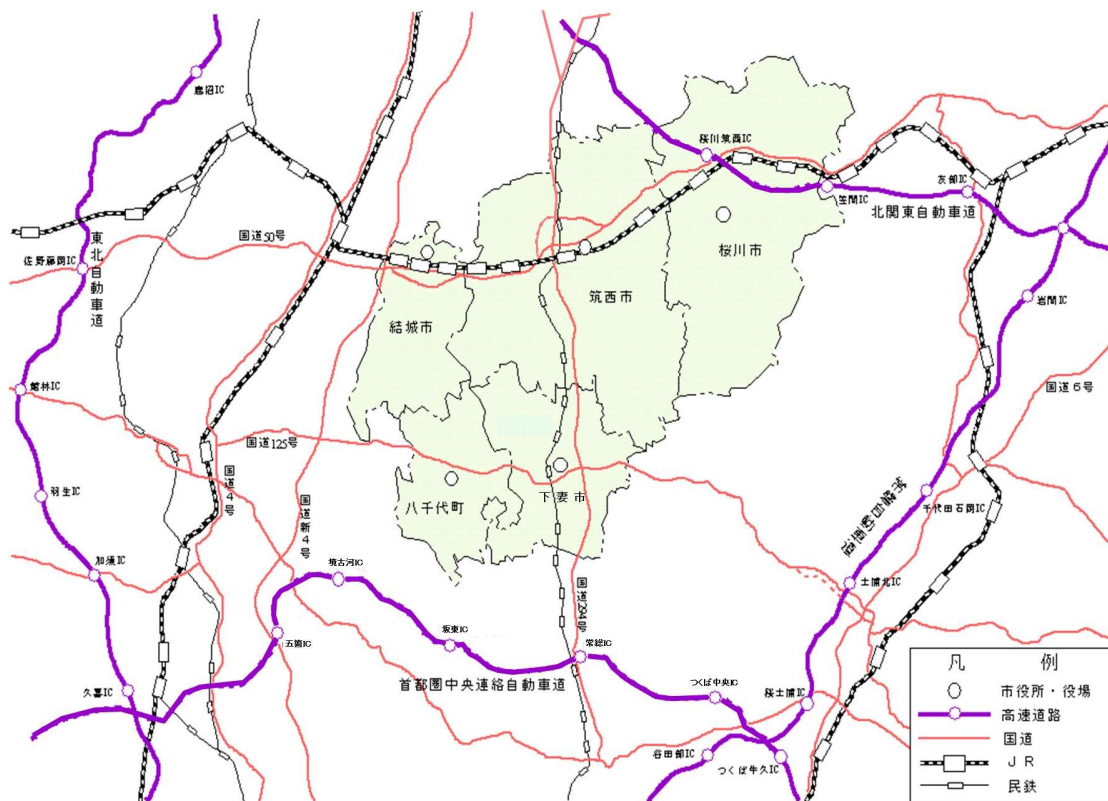 鹿沼IC
桜川筑西IC
友部IC
笠間IC
北関東自動車道
東北自動車道
国道50号
佐野藤岡IC
桜川市
筑西市
岩間IC
結城市
館林IC
国道6号
国道125号
国道4号
羽生IC
国道新4号
八千代町
下妻市
常磐自動車道
千代田石岡IC
加須IC
境古河IC
土浦北IC
国道294号
五霞IC
坂東IC
常総IC
首都圏中央連絡自動車道
久喜IC
つくば中央IC
桜土浦IC
谷田部IC
つくば牛久IC
凡 例
市役所・役場
高速道路
国道
JR
民鉄